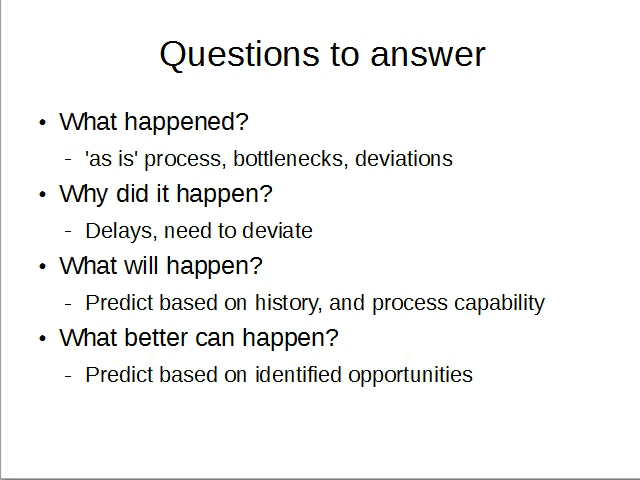 Questions to answer
• What happened?
- 'as is' process, bottlenecks, deviations
• Why did it happen?
- Delays, need to deviate
• What will happen?
- Predict based on history, and process capability
• What better can happen?
- Predict based on identified opportunities